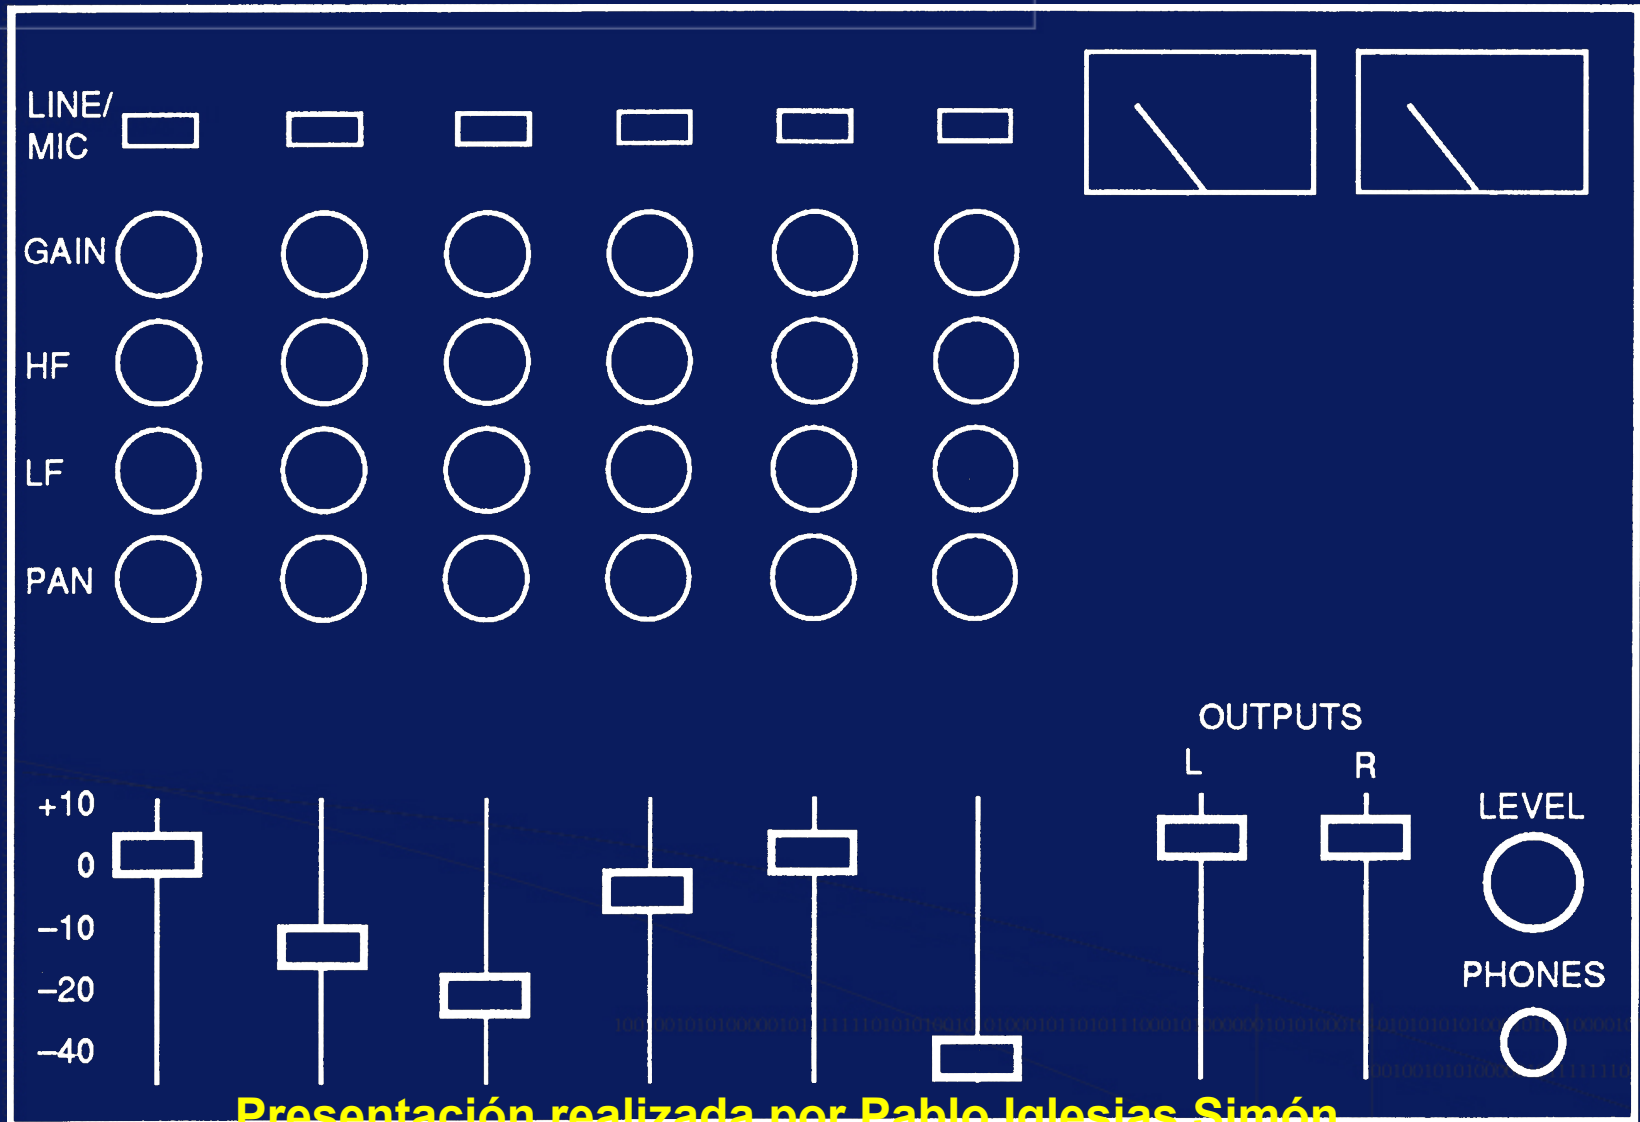 LINE/
MIC
GAIN
HF
LF
PAN
OUTPUTS
L R
+10
0
–10
–20
–40
LEVEL
PHONES
Presentación realizada por Pablo Iglesias Simón